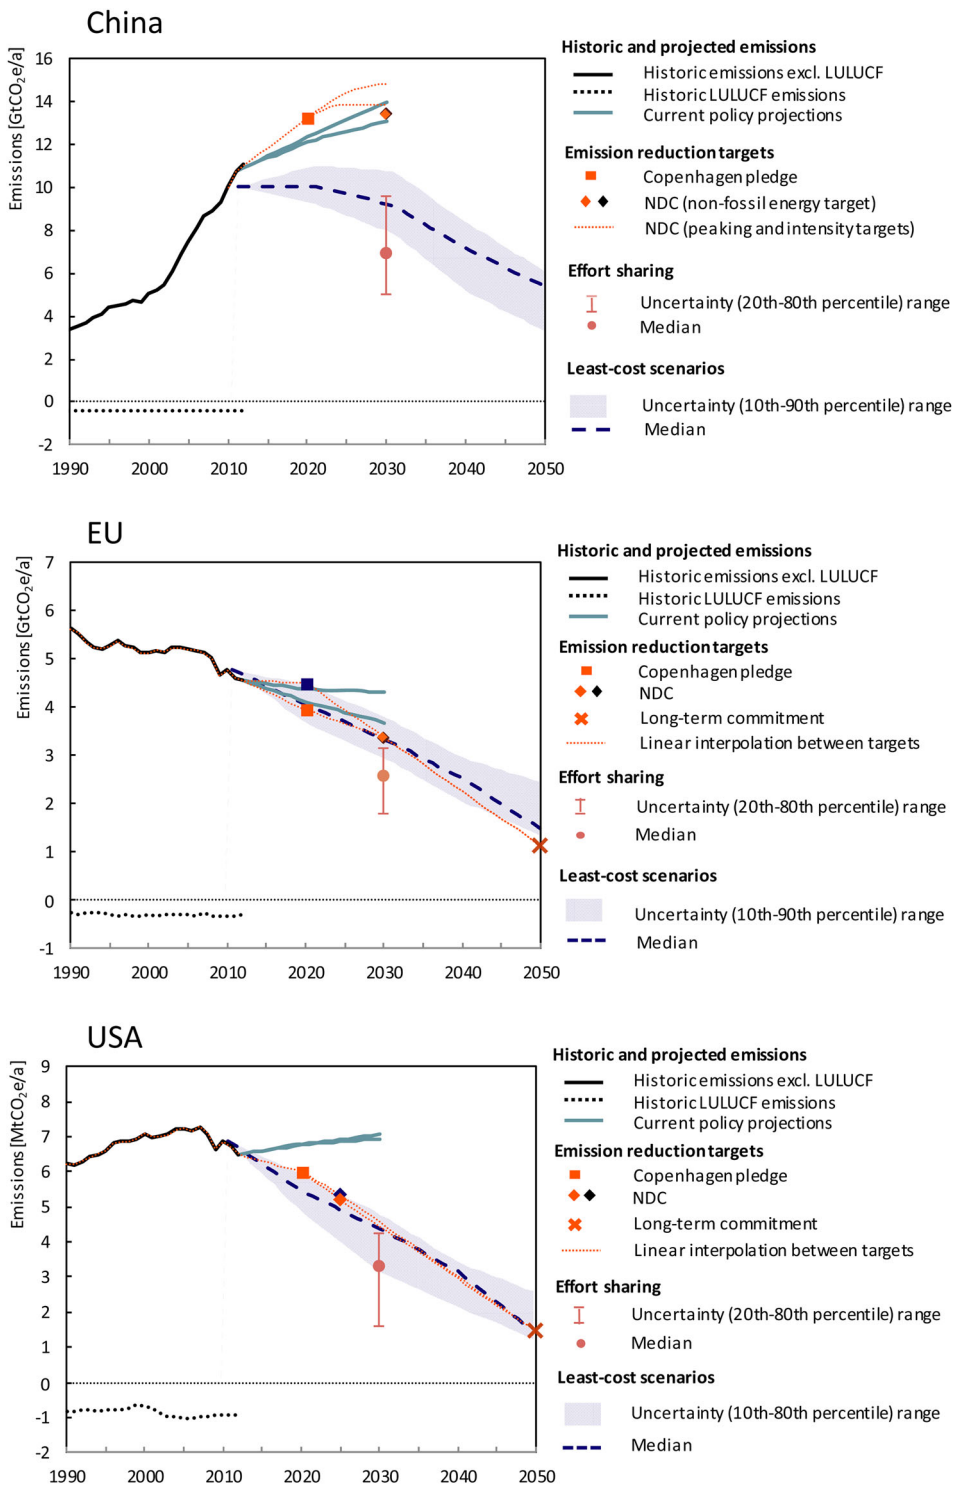 China
Emissions [GtCO2e/a]
16
14
12
10
8
6
4
2
0
-2
1990 2000 2010 2020 2030 2040 2050
Historic and projected emissions
Historic emissions excl. LULUCF
Historic LULUCF emissions
Current policy projections
Emission reduction targets
Copenhagen pledge
NDC (non-fossil energy target)
NDC (peaking and intensity targets)
Effort sharing
Uncertainty (20th-80th percentile) range
Median
Least-cost scenarios
Uncertainty (10th-90th percentile) range
Median
EU
Emissions [GtCO2e/a]
7
6
5
4
3
2
1
0
-1
1990 2000 2010 2020 2030 2040 2050
Historic and projected emissions
Historic emissions excl. LULUCF
Historic LULUCF emissions
Current policy projections
Emission reduction targets
Copenhagen pledge
NDC
Long-term commitment
Linear interpolation between targets
Effort sharing
Uncertainty (20th-80th percentile) range
Median
Least-cost scenarios
Uncertainty (10th-90th percentile) range
Median
USA
Emissions [MtCO2e/a]
9
8
7
6
5
4
3
2
1
0
-1
-2
1990 2000 2010 2020 2030 2040 2050
Historic and projected emissions
Historic emissions excl. LULUCF
Historic LULUCF emissions
Current policy projections
Emission reduction targets
Copenhagen pledge
NDC
Long-term commitment
Linear interpolation between targets
Effort sharing
Uncertainty (20th-80th percentile) range
Median
Least-cost scenarios
Uncertainty (10th-80th percentile) range
Median